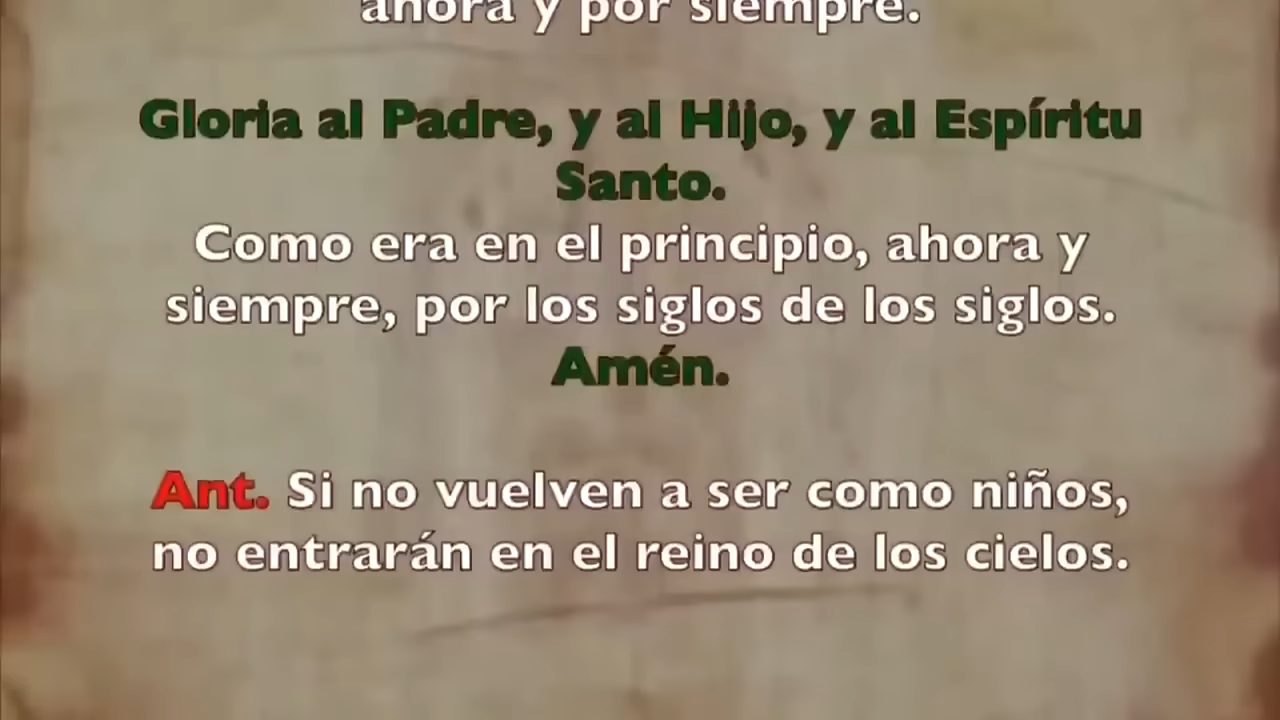 ahora y por siempre.
Gloria al Padre, y al Hijo, y al Espíritu
Santo.
Como era en el principio, ahora y
siempre, por los siglos de los siglos.
Amén.
Ant. Si no vuelven a ser como niños,
no entrarán en el reino de los cielos.